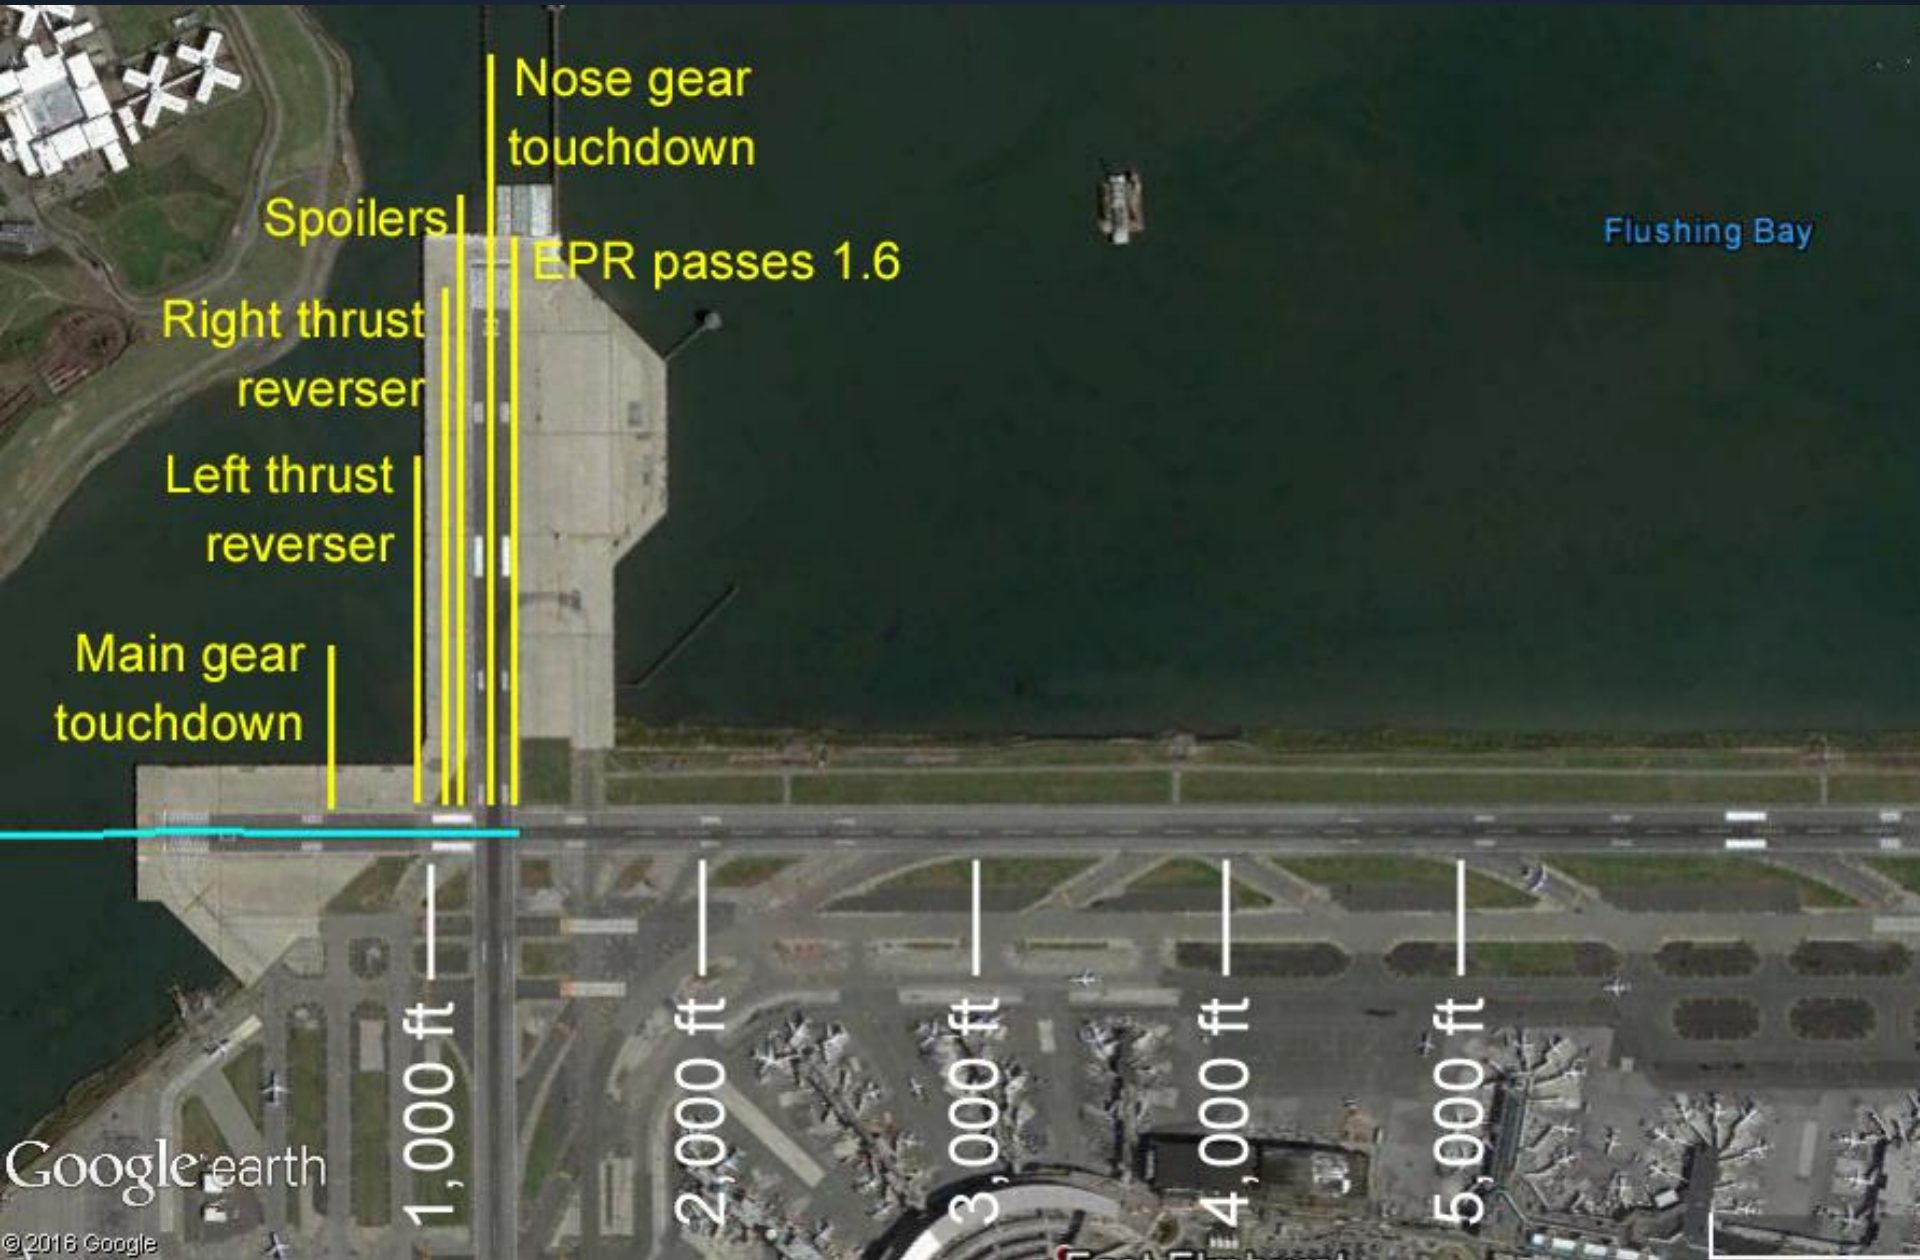 Nose gear
touchdown
Spoilers
EPR passes 1.6
Flushing Bay
Right thrust
reverser
Left thrust
reverser
Main gear
touchdown
1,000 ft
2,000 ft
3,000 ft
4,000 ft
5,000 ft
Google earth
© 2016 Google